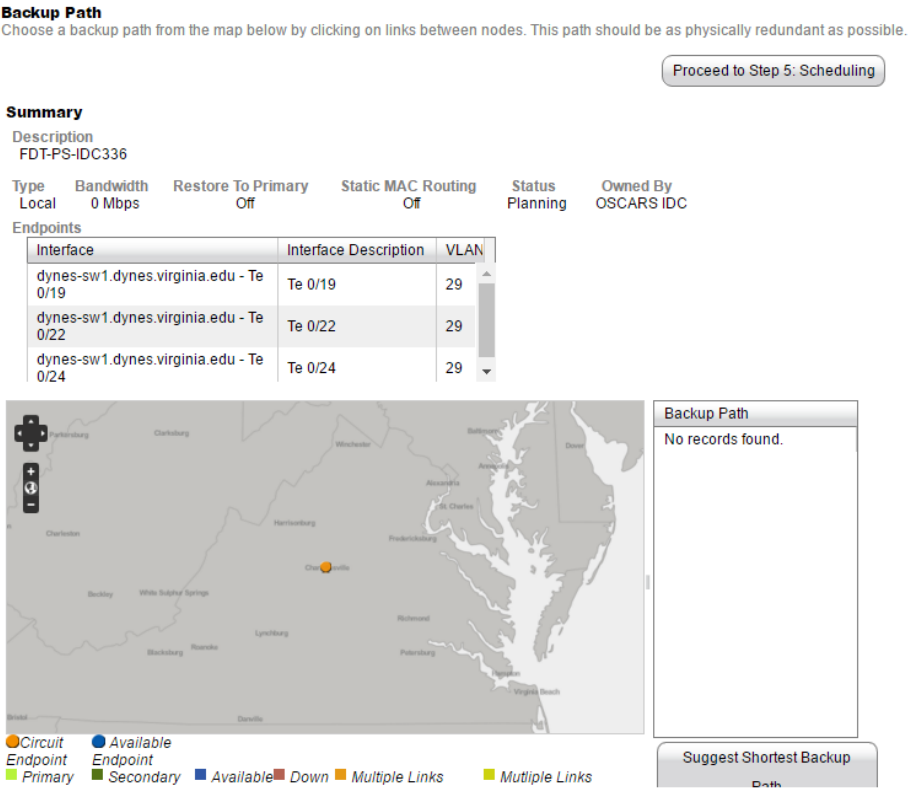 Backup Path
Choose a backup path from the map below by clicking on links between nodes. This path should be as physically redundant as possible.
Proceed to Step 5: Scheduling
Summary
Description
FDT-PS-IDC336
Type Bandwidth Restore To Primary Static MAC Routing Status Owned By
Local 0 Mbps Off Off Planning OSCARS IDC
Endpoints
Interface Interface Description VLAN
dynes-sw1.dynes.virginia.edu - Te
0/19
Te 0/19 29
dynes-sw1.dynes.virginia.edu - Te
0/22
Te 0/22 29
dynes-sw1.dynes.virginia.edu - Te
0/24
Te 0/24 29
Backup Path
No records found.
Parkersburg
Clarksburg
Winchester
Dover
Alexandria
St. Charles
Harrisonburg
Charleston
Fredericksburg
Beckley
White Sulphur Springs
Richmond
Lynchburg
Roanoke
Blacksburg
Petersburg
Hampton
Virginia Beach
Bristol
Danville
Circuit
Endpoint
Available
Endpoint
Primary Secondary Available Down Multiple Links Mutliple Links
Suggest Shortest Backup
Path